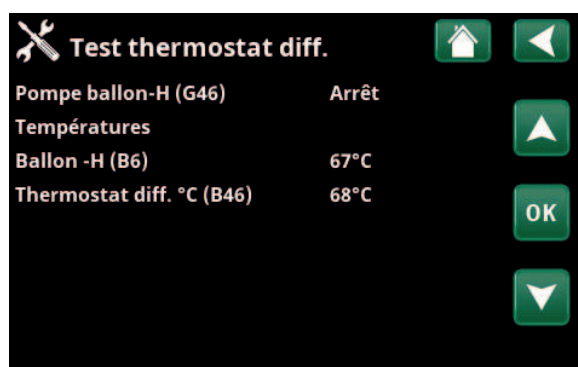 Test thermostat diff.
Pompe ballon-H (G46) Arrêt
Températures
Ballon -H (B6) 67°C
Thermostat diff. °C (B46) 68°C
OK